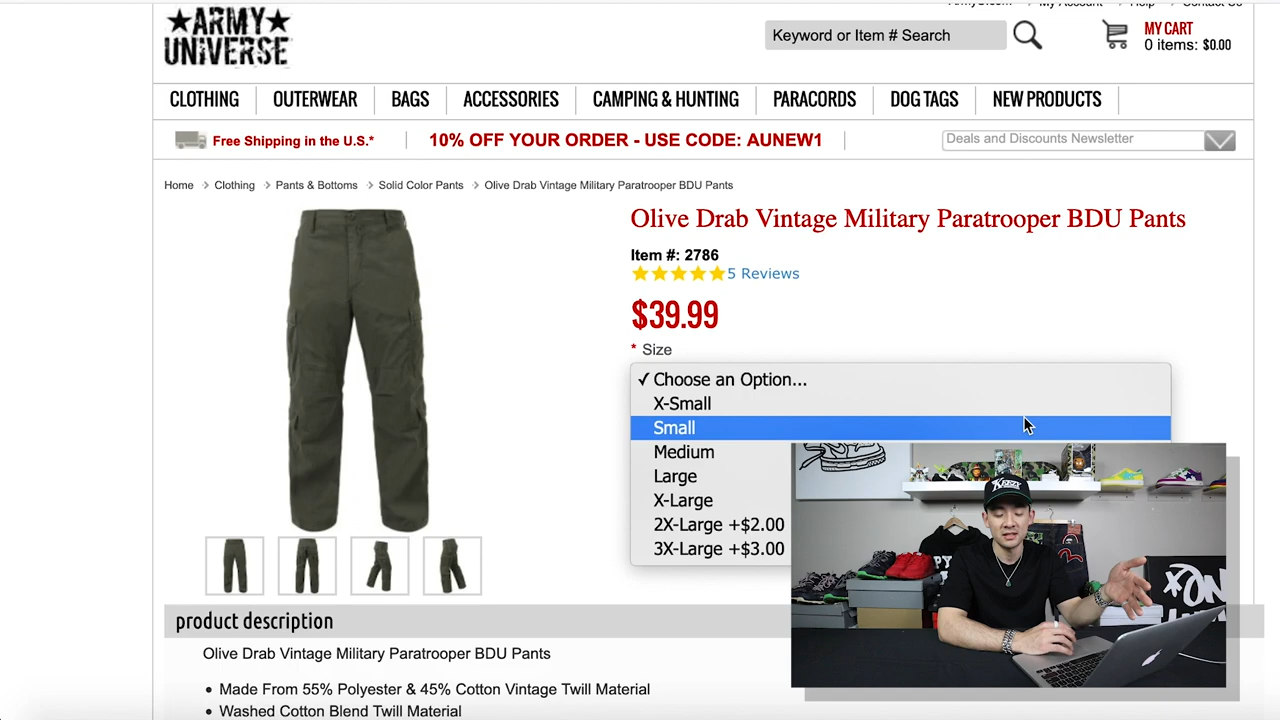 ArmyU.com
My Account
Help
Contact Us
★ARMY★
UNIVERSE
Keyword or Item # Search
MY CART
0 items: $0.00
CLOTHING
OUTERWEAR
BAGS
ACCESSORIES
CAMPING & HUNTING
PARACORDS
DOG TAGS
NEW PRODUCTS
Free Shipping in the U.S.*
10% OFF YOUR ORDER - USE CODE: AUNEW1
Deals and Discounts Newsletter
Home > Clothing > Pants & Bottoms > Solid Color Pants > Olive Drab Vintage Military Paratrooper BDU Pants
Olive Drab Vintage Military Paratrooper BDU Pants
Item #: 2786
5 Reviews
$39.99
* Size
✓ Choose an Option...
X-Small
Small
Medium
Large
X-Large
2X-Large +$2.00
3X-Large +$3.00
product description
Olive Drab Vintage Military Paratrooper BDU Pants
• Made From 55% Polyester & 45% Cotton Vintage Twill Material
• Washed Cotton Blend Twill Material